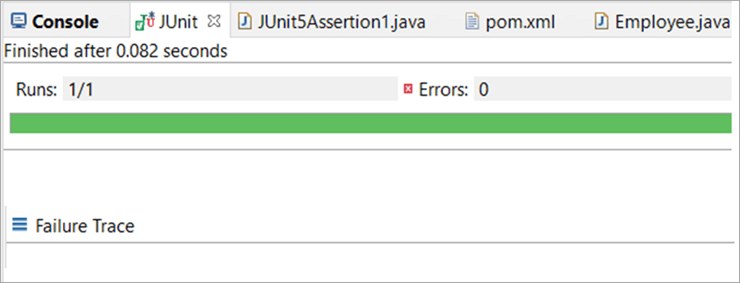 Console JUnit JUnit5Assertion1.java pom.xml Employee.java
Finished after 0.082 seconds
Runs: 1/1 Errors: 0
Failure Trace